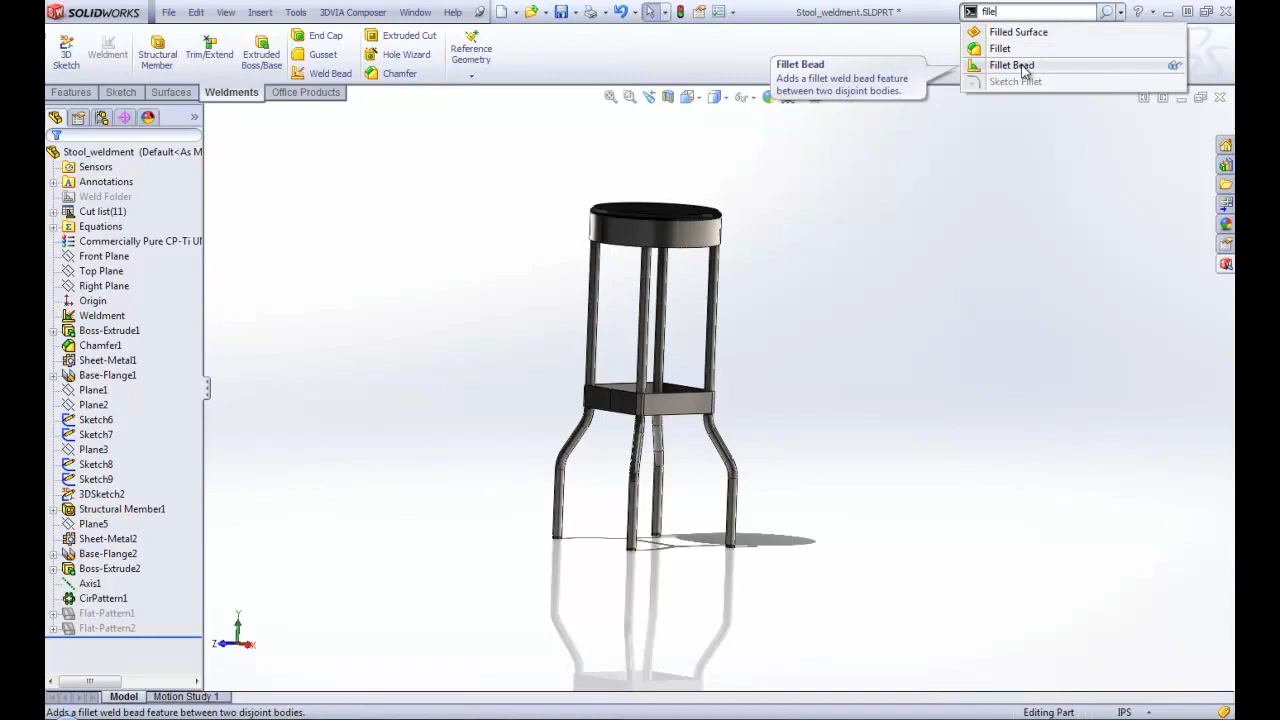 SOLIDWORKS File Edit View Insert Tools 3DVIA Composer Window Help Stool_weldment.SLDPRT * fille
Filled Surface
Fillet
Fillet Bead
Sketch Fillet
3D Sketch
Weldment
Structural Member
Trim/Extend
Extruded Boss/Base
End Cap
Gusset
Weld Bead
Extruded Cut
Hole Wizard
Chamfer
Reference Geometry
Fillet Bead
Adds a fillet weld bead feature
between two disjoint bodies.
Features Sketch Surfaces Weldments Office Products
Stool_weldment (Default<As M
Sensors
Annotations
Weld Folder
Cut list(11)
Equations
Commercially Pure CP-Ti UN
Front Plane
Top Plane
Right Plane
Origin
Weldment
Boss-Extrude1
Chamfer1
Sheet-Metal1
Base-Flange1
Plane1
Plane2
Sketch6
Sketch7
Plane3
Sketch8
Sketch9
3DSketch2
Structural Member1
Plane5
Sheet-Metal2
Base-Flange2
Boss-Extrude2
Axis1
CirPattern1
Flat-Pattern1
Flat-Pattern2
Y
Z
X
Model Motion Study 1
Adds a fillet weld bead feature between two disjoint bodies. Editing Part IPS